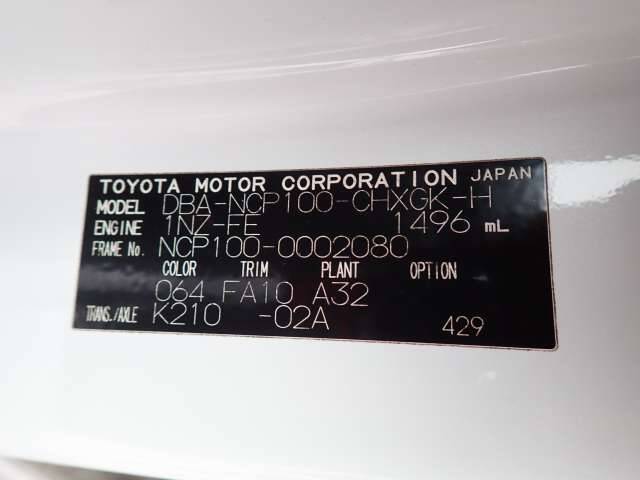 TOYOTA MOTOR CORPORATION JAPAN
MODEL DBA-NCP100-CHXGK-H
ENGINE 1NZ-FE 1496 mL
FRAME No. NCP100-0002080
COLOR TRIM PLANT OPTION
064 FA10 A32
TRANS./AXLE K210 -02A
429